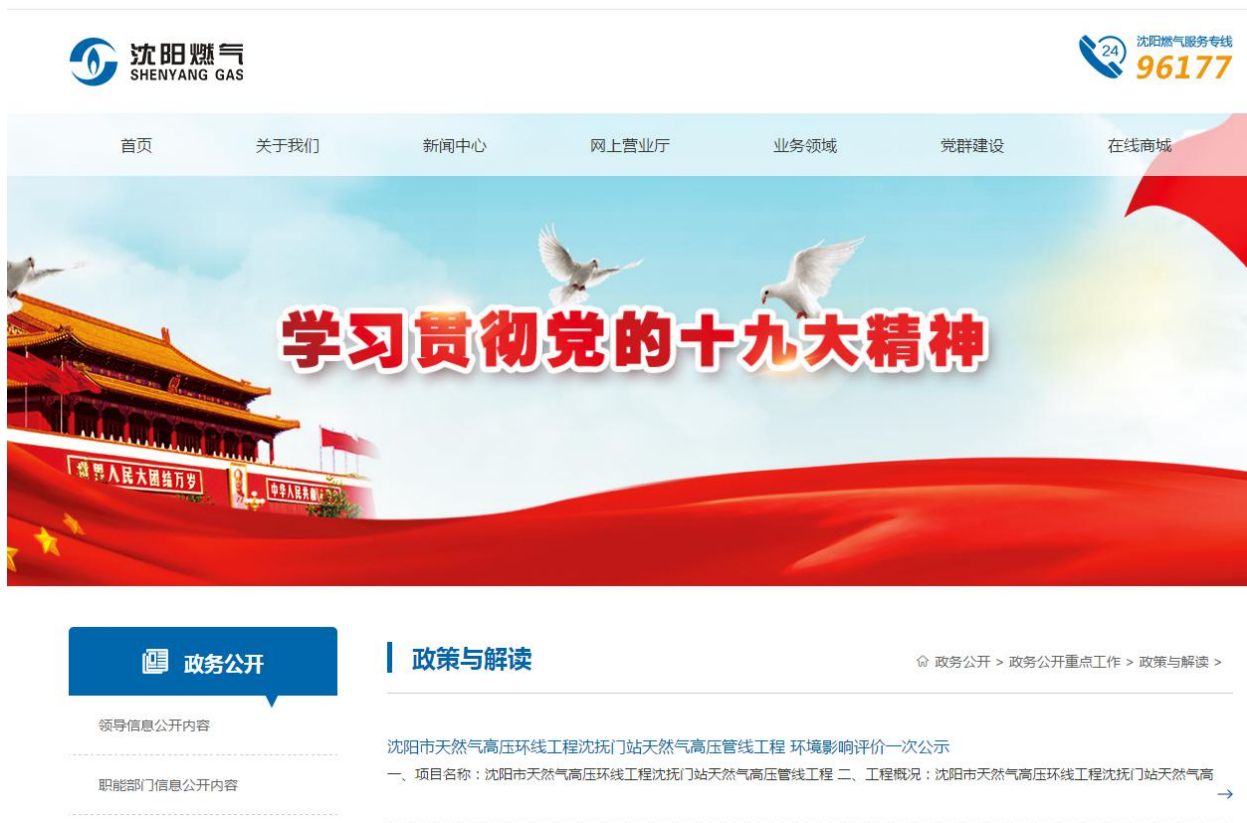 沈阳燃气
SHENYANG GAS
24
沈阳燃气服务专线
96177
首页 关于我们 新闻中心 网上营业厅 业务领域 党群建设 在线商城
学习贯彻党的十九大精神
世界人民大团结万岁
中华人民共和
政务公开
政策与解读
政务公开 > 政务公开重点工作 > 政策与解读 >
领导信息公开内容
职能部门信息公开内容
沈阳市天然气高压环线工程沈抚门站天然气高压管线工程 环境影响评价一次公示
一、项目名称：沈阳市天然气高压环线工程沈抚门站天然气高压管线工程 二、工程概况：沈阳市天然气高压环线工程沈抚门站天然气高